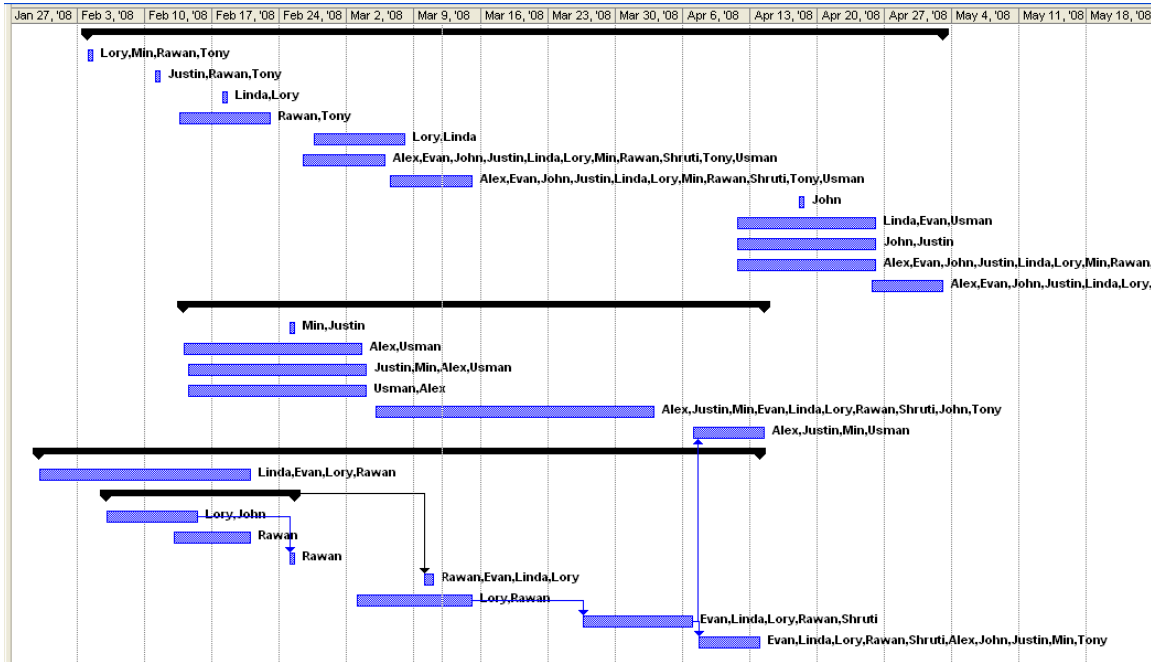 Jan 27, '08 Feb 3, '08 Feb 10, '08 Feb 17, '08 Feb 24, '08 Mar 2, '08 Mar 9, '08 Mar 16, '08 Mar 23, '08 Mar 30, '08 Apr 6, '08 Apr 13, '08 Apr 20, '08 Apr 27, '08 May 4, '08 May 11, '08 May 18, '08
Lory,Min,Rawan,Tony
Justin,Rawan,Tony
Linda,Lory
Rawan,Tony
Lory,Linda
Alex,Evan,John,Justin,Linda,Lory,Min,Rawan,Shruti,Tony,Usman
Alex,Evan,John,Justin,Linda,Lory,Min,Rawan,Shruti,Tony,Usman
John
Linda,Evan,Usman
John,Justin
Alex,Evan,John,Justin,Linda,Lory,Min,Rawan,
Alex,Evan,John,Justin,Linda,Lory,
Min,Justin
Alex,Usman
Justin,Min,Alex,Usman
Usman,Alex
Alex,Justin,Min,Evan,Linda,Lory,Rawan,Shruti,John,Tony
Alex,Justin,Min,Usman
Linda,Evan,Lory,Rawan
Lory,John
Rawan
Rawan
Rawan,Evan,Linda,Lory
Lory,Rawan
Evan,Linda,Lory,Rawan,Shruti
Evan,Linda,Lory,Rawan,Shruti,Alex,John,Justin,Min,Tony